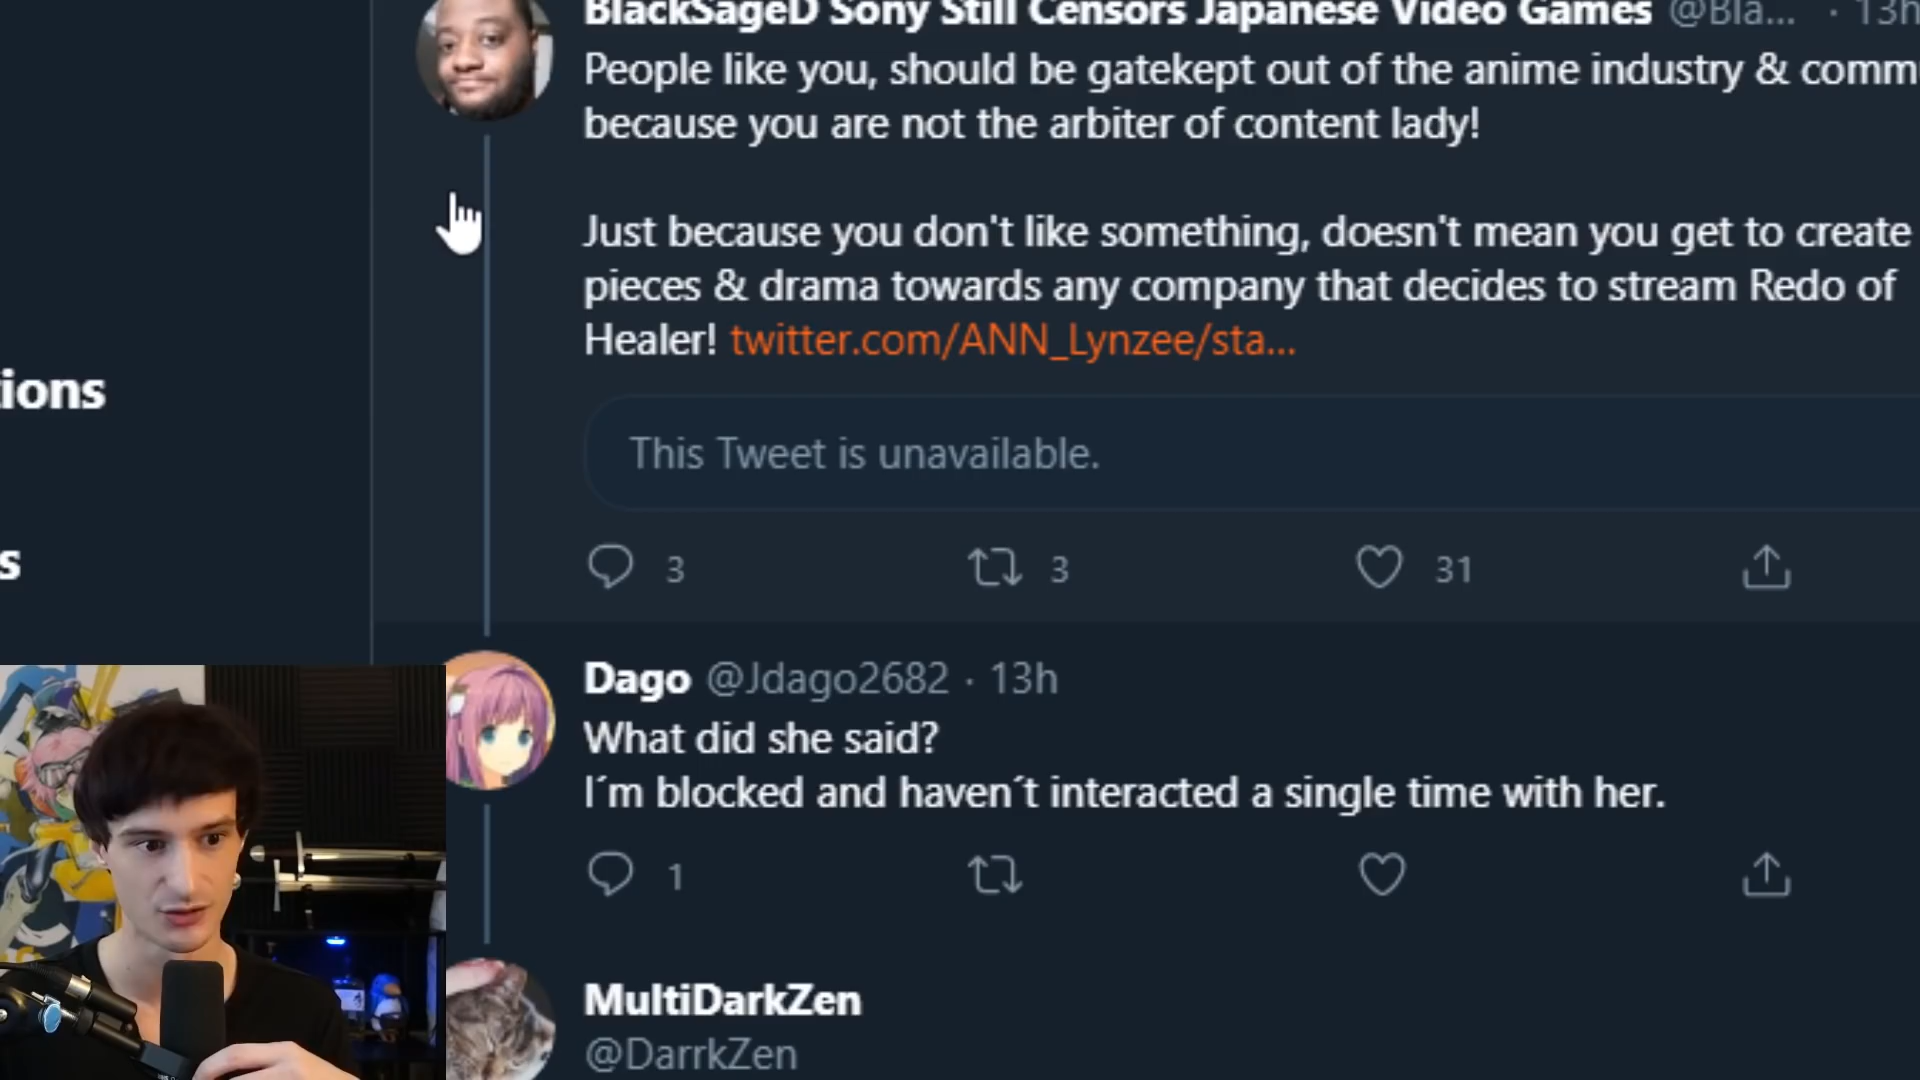 BlackSageD Sony Still Censors Japanese Video Games @Bla... · 13h
People like you, should be gatekept out of the anime industry & comm
because you are not the arbiter of content lady!
Just because you don't like something, doesn't mean you get to create
pieces & drama towards any company that decides to stream Redo of
Healer! twitter.com/ANN_Lynzee/sta...
tions
This Tweet is unavailable.
s
3 3 31
Dago @Jdago2682 · 13h
What did she said?
I´m blocked and haven´t interacted a single time with her.
1
MultiDarkZen
@DarrkZen